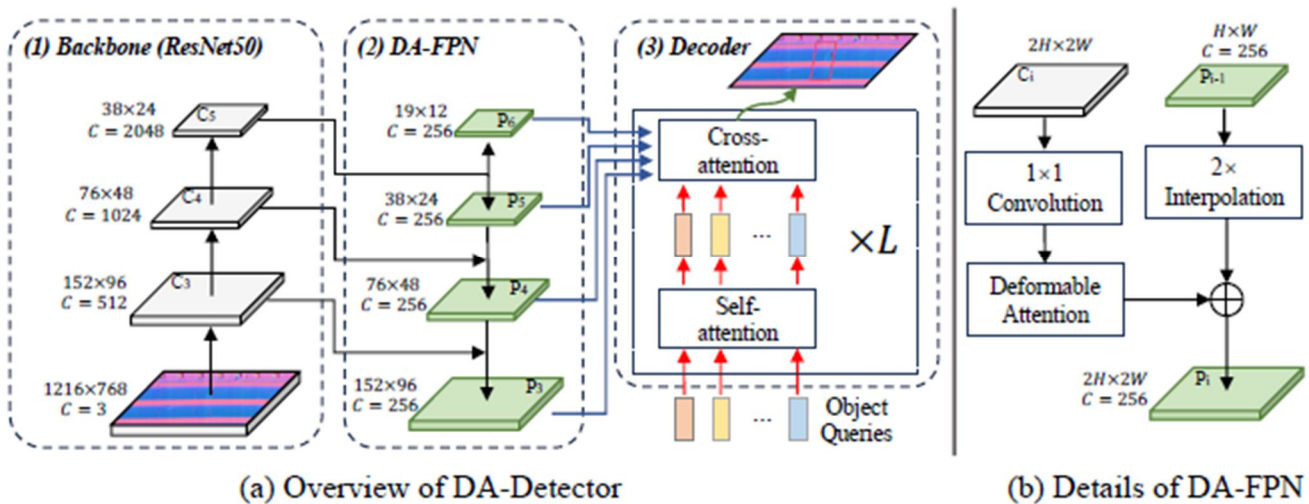 (1) Backbone (ResNet50)
38×24
C = 2048
C5
76×48
C = 1024
C4
152×96
C = 512
C3
1216×768
C = 3
(2) DA-FPN
19×12
C = 256
P6
38×24
C = 256
P5
76×48
C = 256
P4
152×96
C = 256
P3
(3) Decoder
Cross-
attention
...
×L
Self-
attention
...
Object
Queries
(a) Overview of DA-Detector
2H×2W
Ci
H×W
C = 256
Pi-1
1×1
Convolution
2×
Interpolation
Deformable
Attention
2H×2W
C = 256
Pi
(b) Details of DA-FPN